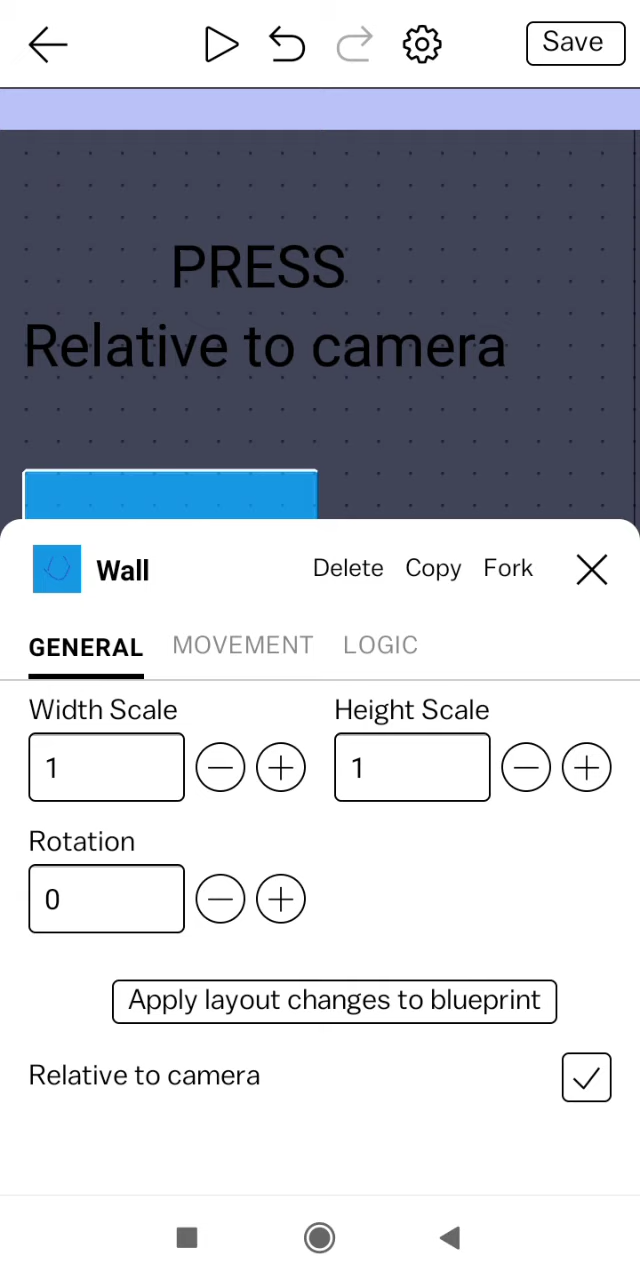 Save
PRESS
Relative to camera
Wall Delete Copy Fork
GENERAL MOVEMENT LOGIC
Width Scale Height Scale
1 1
Rotation
0
Apply layout changes to blueprint
Relative to camera